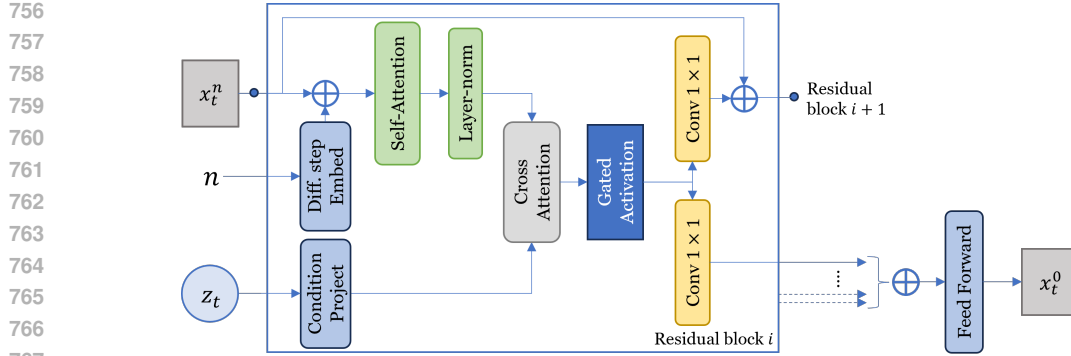 756
757
758
759
760
761
762
763
764
765
766
x_t^n
n
z_t
Diff. step
Embed
Condition
Project
Self-Attention
Layer-norm
Cross
Attention
Gated
Activation
Conv 1 × 1
Conv 1 × 1
Residual
block i + 1
Residual block i
...
Feed Forward
x_t^0